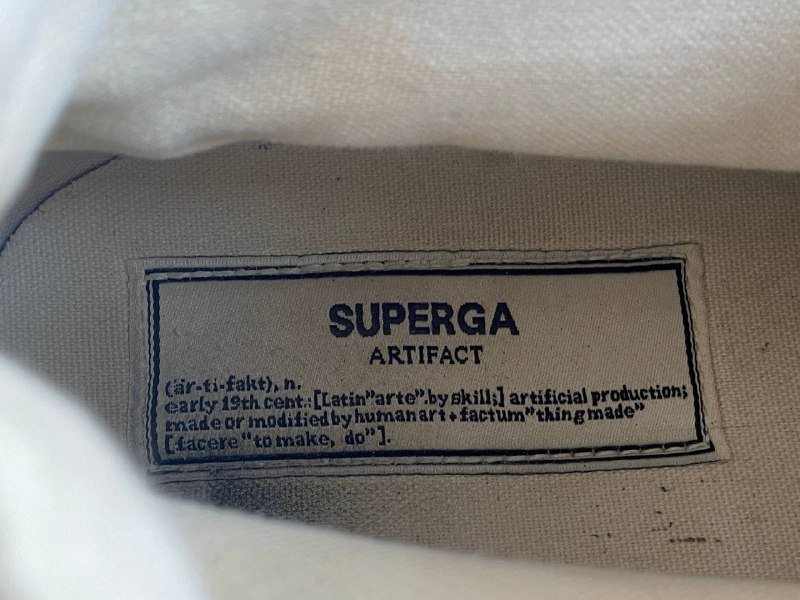 SUPERGA
ARTIFACT
(är-ti-fakt), n.
early 19th cent.:[Latin"arte".by skill;] artificial production;
made or modified by human art + factum "thing made"
[facere "to make, do"].